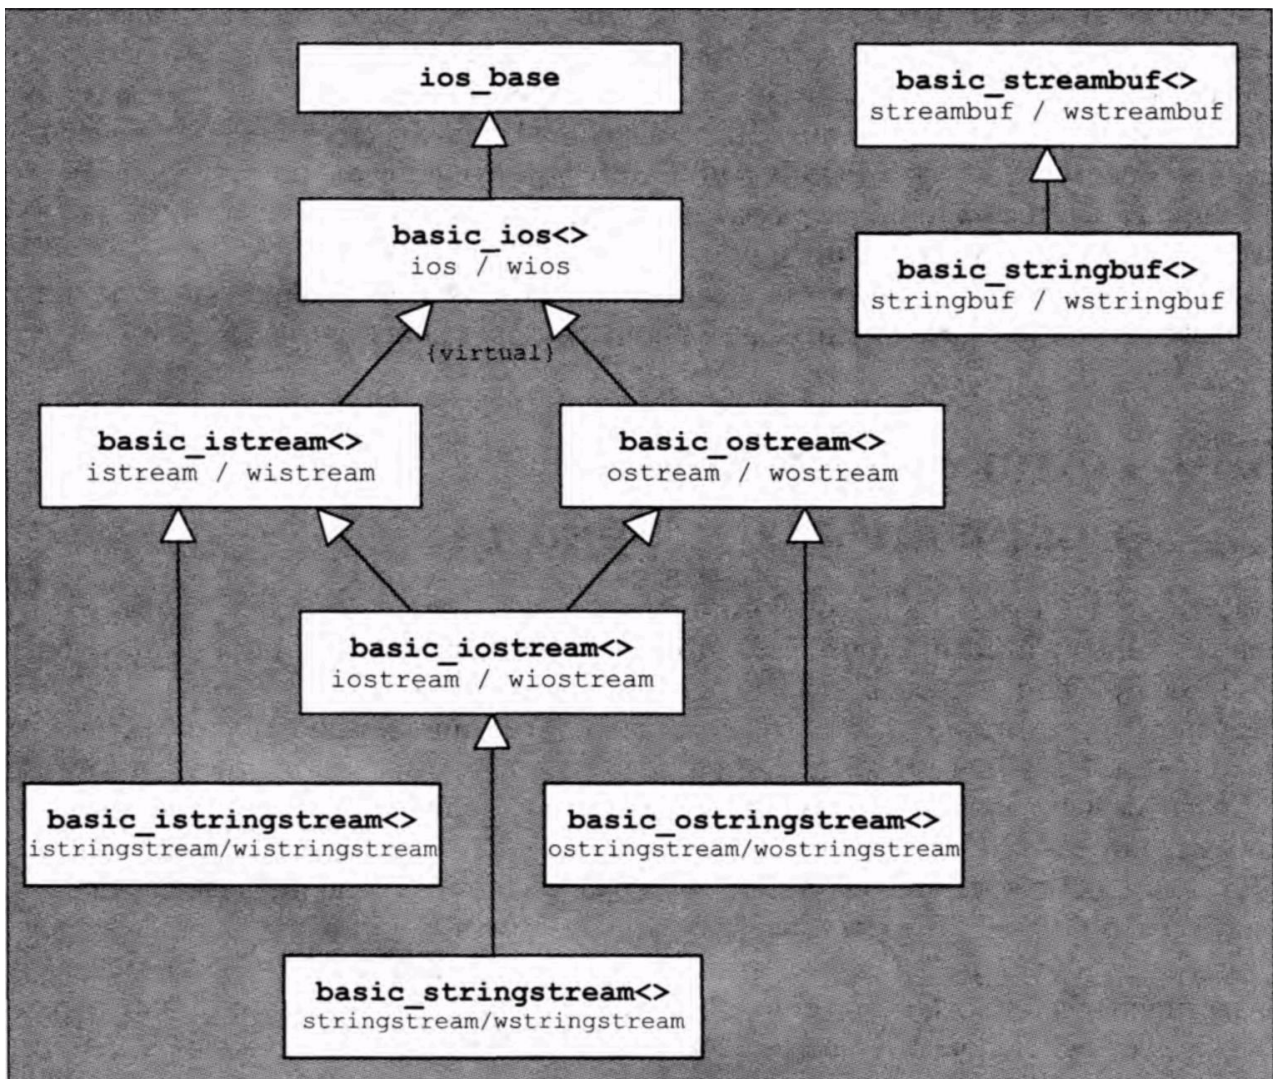 ios_base
basic_streambuf<>
streambuf / wstreambuf
basic_ios<>
ios / wios
basic_stringbuf<>
stringbuf / wstringbuf
{virtual}
basic_istream<>
istream / wistream
basic_ostream<>
ostream / wostream
basic_iostream<>
iostream / wiostream
basic_istringstream<>
istringstream/wistringstream
basic_ostringstream<>
ostringstream/wostringstream
basic_stringstream<>
stringstream/wstringstream